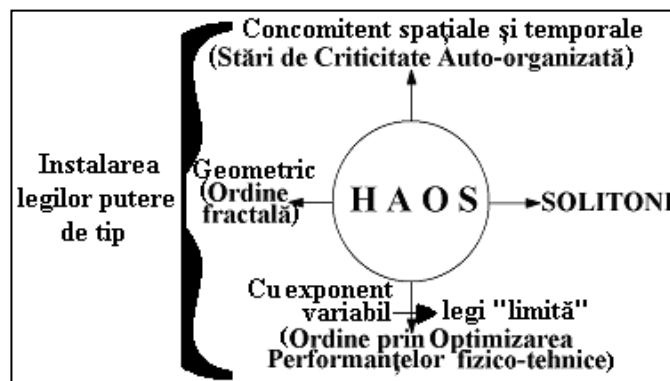 Concomitent spațiale și temporale
(Stări de Criticitate Auto-organizată)
Instalarea
legilor putere
de tip
Geometric
(Ordine
fractală)
HAOS
SOLITONI
Cu exponent
variabil
legi "limită"
(Ordine prin Optimizarea
Performanțelor fizico-tehnice)